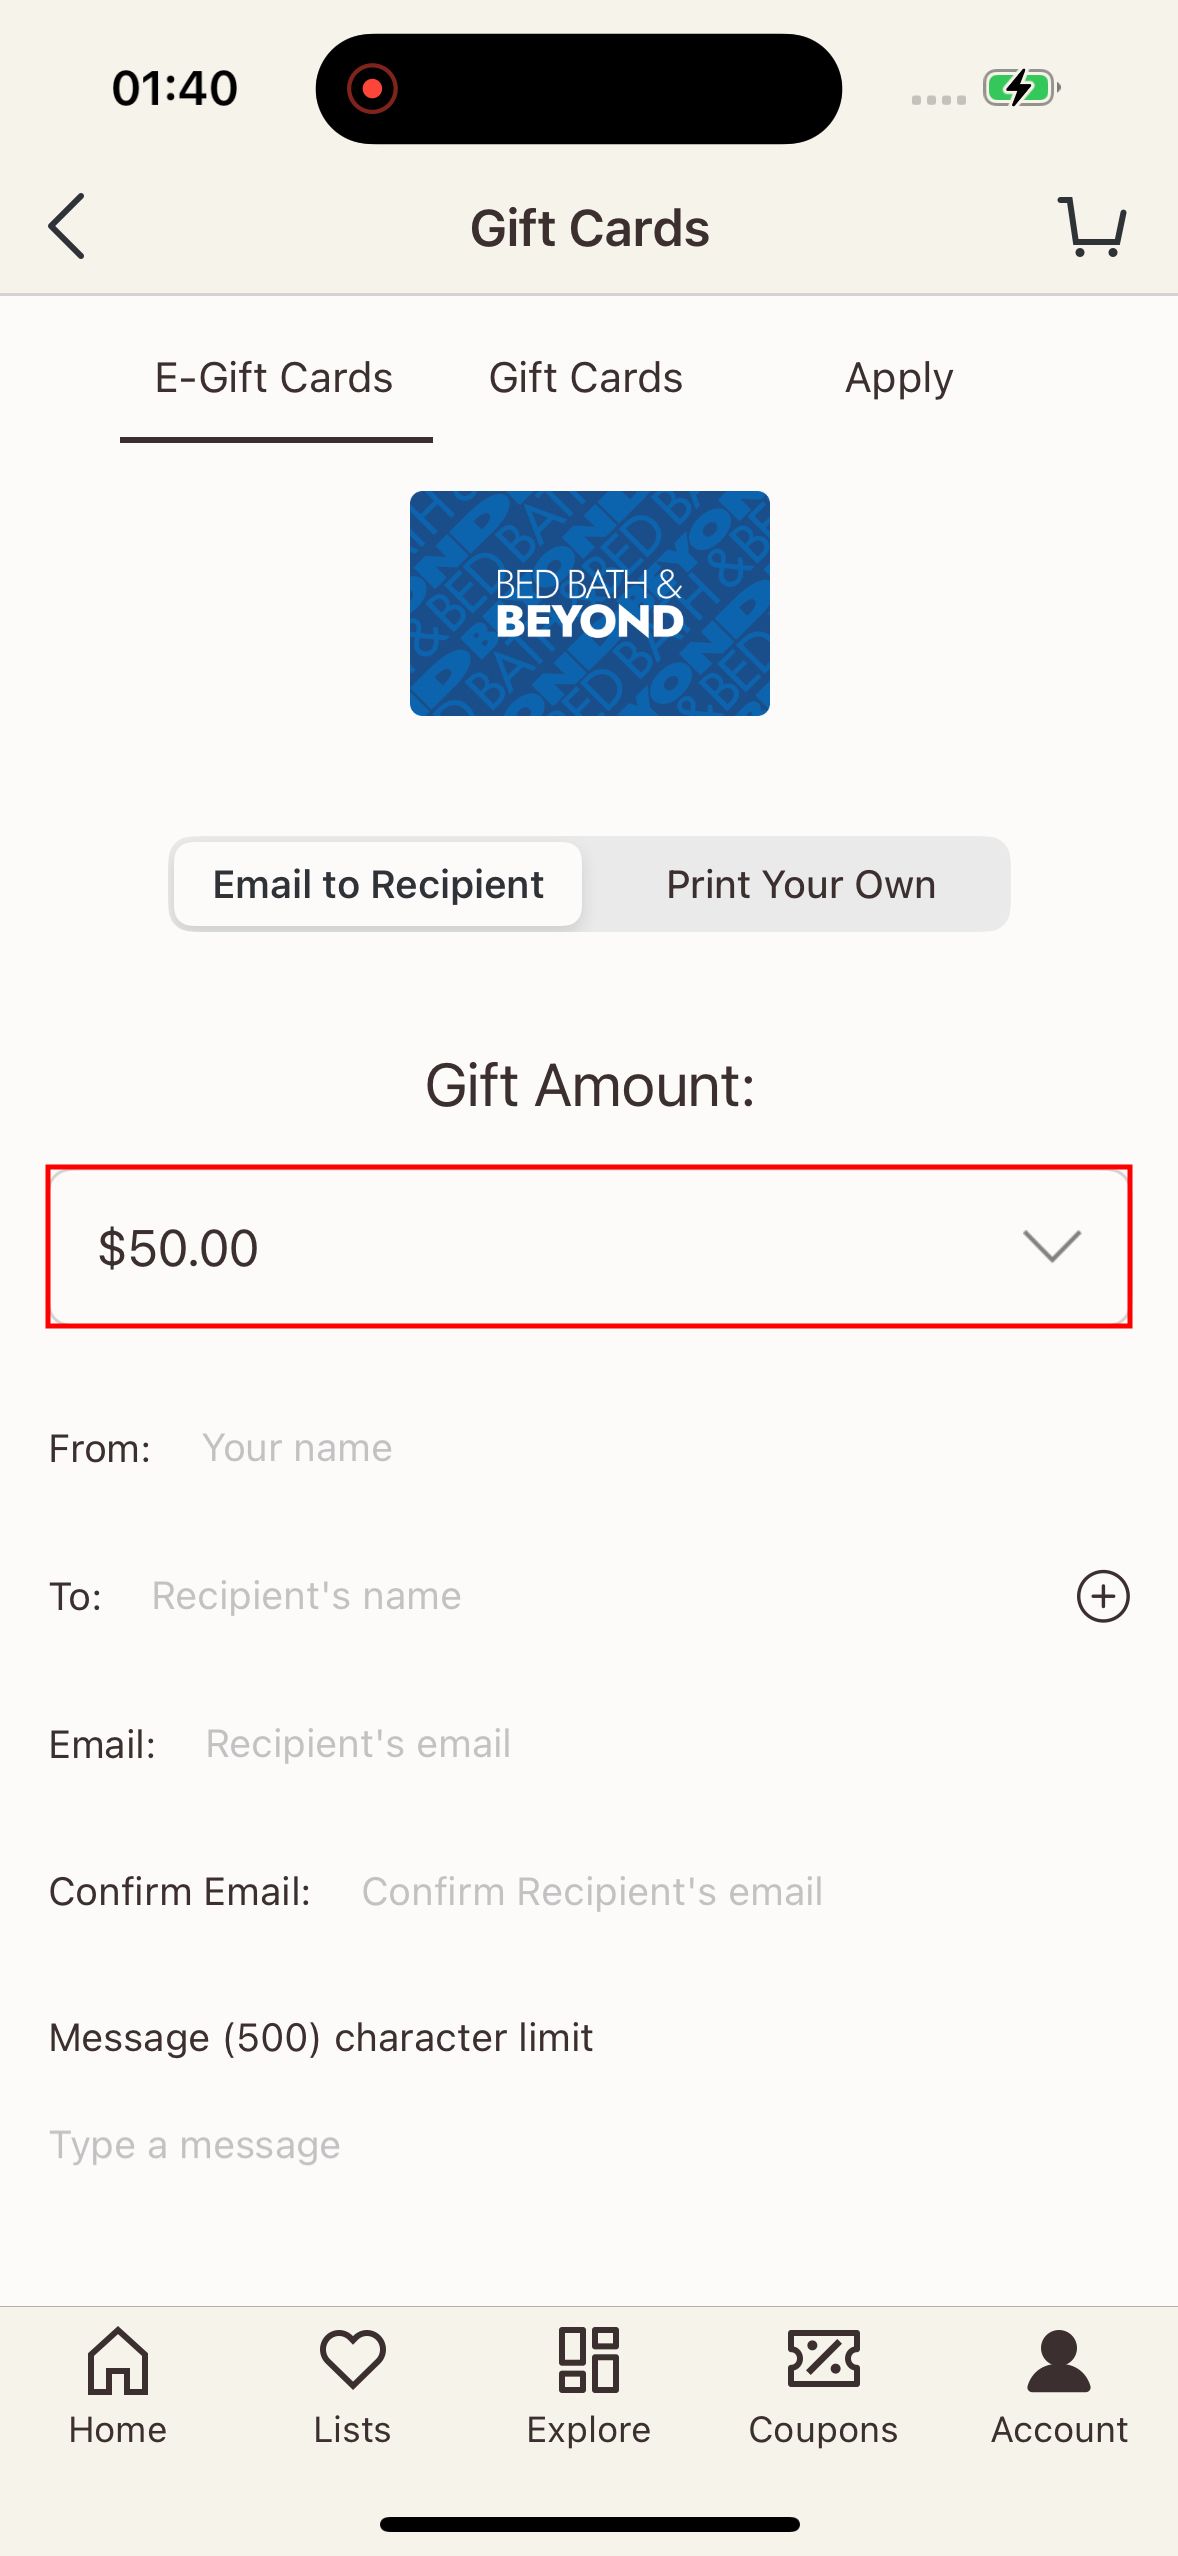 01:40
Gift Cards
E-Gift Cards Gift Cards Apply
BED BATH &
BEYOND
Email to Recipient Print Your Own
Gift Amount:
$50.00
From: Your name
To: Recipient's name
Email: Recipient's email
Confirm Email: Confirm Recipient's email
Message (500) character limit
Type a message
Home Lists Explore Coupons Account